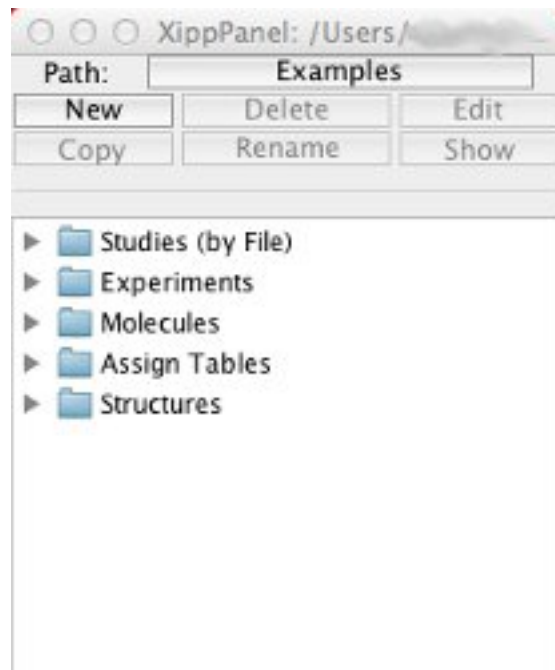 XippPanel: /Users/
Path: Examples
New Delete Edit
Copy Rename Show
Studies (by File)
Experiments
Molecules
Assign Tables
Structures